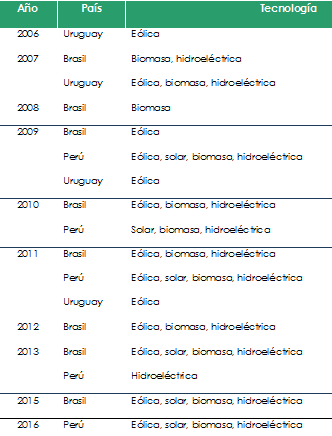 Año País Tecnología
2006 Uruguay Eólica
2007 Brasil Biomasa, hidroeléctrica
Uruguay Eólica, biomasa, hidroeléctrica
2008 Brasil Biomasa
2009 Brasil Eólica
Perú Eólica, solar, biomasa, hidroeléctrica
Uruguay Eólica
2010 Brasil Eólica, biomasa, hidroeléctrica
Perú Solar, biomasa, hidroeléctrica
2011 Brasil Eólica, biomasa, hidroeléctrica
Perú Eólica, solar, biomasa, hidroeléctrica
Uruguay Eólica
2012 Brasil Eólica, biomasa, hidroeléctrica
2013 Brasil Eólica, solar, biomasa, hidroeléctrica
Perú Hidroeléctrica
2015 Brasil Eólica, solar, biomasa, hidroeléctrica
2016 Perú Eólica, solar, biomasa, hidroeléctrica